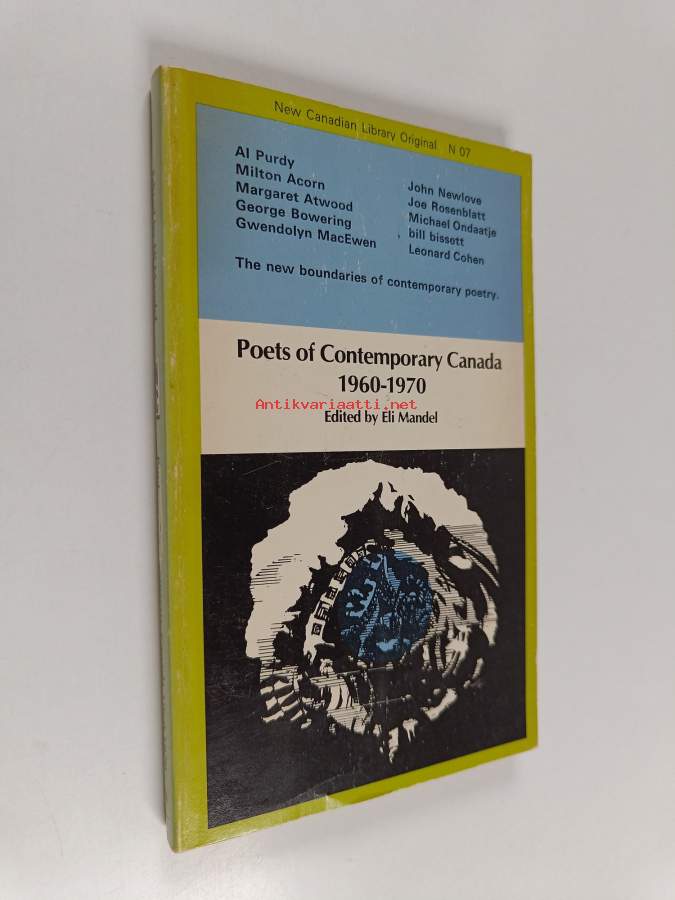 New Canadian Library Original N 07
Al Purdy
Milton Acorn
Margaret Atwood
George Bowering
Gwendolyn MacEwen
John Newlove
Joe Rosenblatt
Michael Ondaatje
bill bissett
Leonard Cohen
The new boundaries of contemporary poetry.
Poets of Contemporary Canada
1960-1970
Antikvariaatti.net
Edited by Eli Mandel